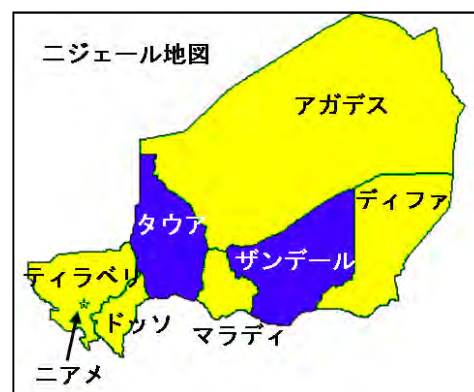 ニジェール地図
アガデス
ディファ
タウア
ザンデール
ティラベリ
ドッソ
マラディ
ニアメ